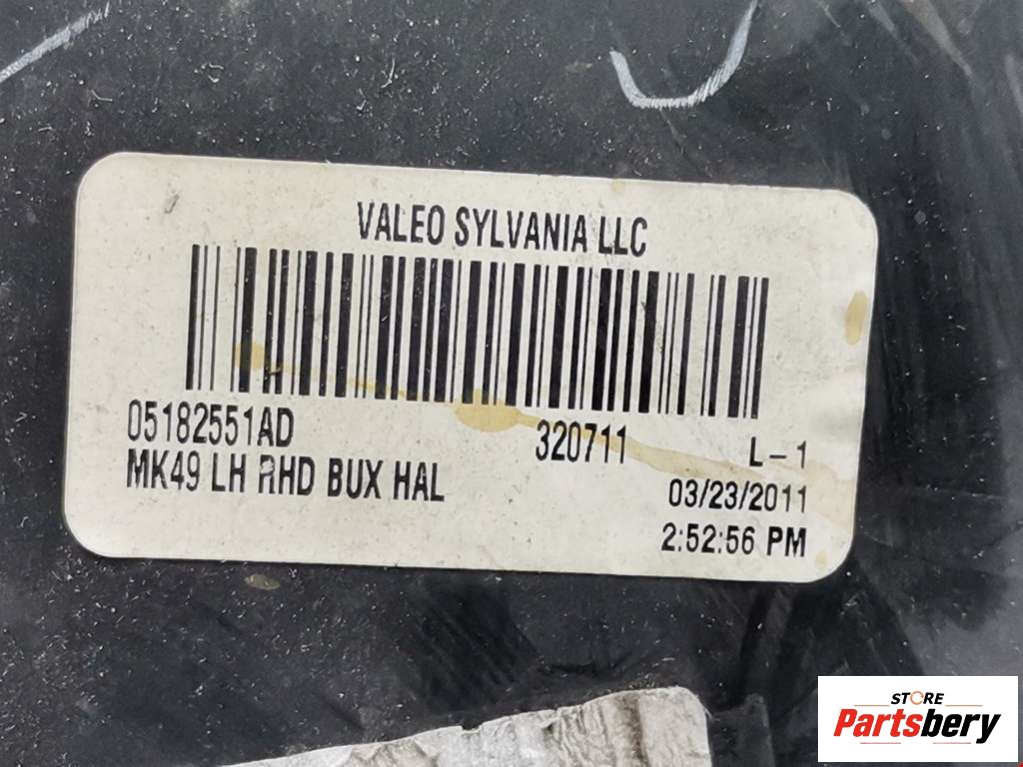 VALEO SYLVANIA LLC
05182551AD 320711 L-1
MK49 LH RHD BUX HAL 03/23/2011
2:52:56 PM
STORE
Partsbery